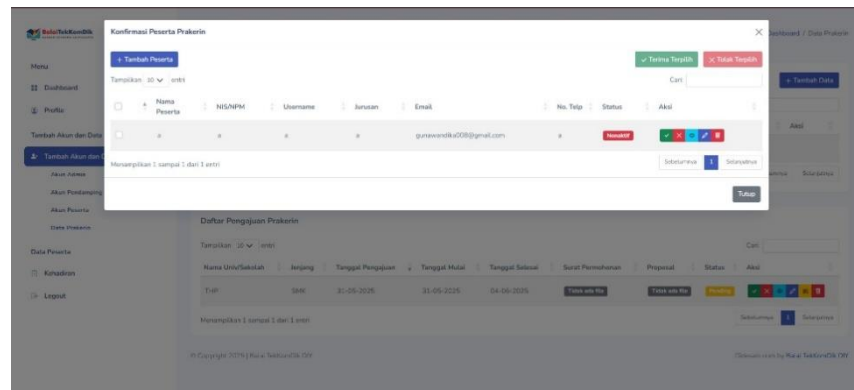 BalaiTekKomDik
Konfirmasi Peserta Prakerin
Dashboard / Data Prakerin
Menu
Dashboard
Profile
Tambah Akun dan Data
Tambah Akun dan D
Akun Admin
Akun Pendamping
Akun Peserta
Data Prakerin
Data Peserta
Kehadiran
Logout
+ Tambah Peserta
✓ Terima Terpilih
× Tolak Terpilih
+ Tambah Data
Tampilkan 10 entri
Cari
Nama Peserta NIS/NPM Username Jurusan Email No. Telp Status Aksi
a a a a gunawandika008@gmail.com a Nonaktif
Menampilkan 1 sampai 1 dari 1 entri
Sebelumnya 1 Selanjutnya
Tutup
Aksi
Selanjutnya
Daftar Pengajuan Prakerin
Tampilkan 10 entri
Cari
Nama Univ/Sekolah Jenjang Tanggal Pengajuan Tanggal Mulai Tanggal Selesai Surat Permohonan Proposal Status Aksi
SMK 31-05-2025 31-05-2025 04-06-2025 Tidak ada file Tidak ada file Pending
Menampilkan 1 sampai 1 dari 1 entri
Sebelumnya 1 Selanjutnya
© Copyright 2025 | Balai TekKomDik DIY
by Balai TekKomDik DIY